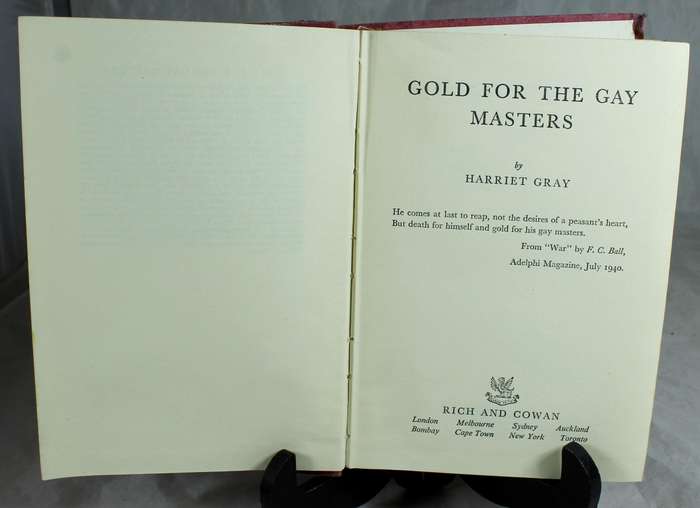 GOLD FOR THE GAY
MASTERS
by
HARRIET GRAY
He comes at last to reap, not the desires of a peasant's heart,
But death for himself and gold for his gay masters.
From "War" by F. C. Ball,
Adelphi Magazine, July 1940.
RICH AND COWAN
London Melbourne Sydney Auckland
Bombay Cape Town New York Toronto